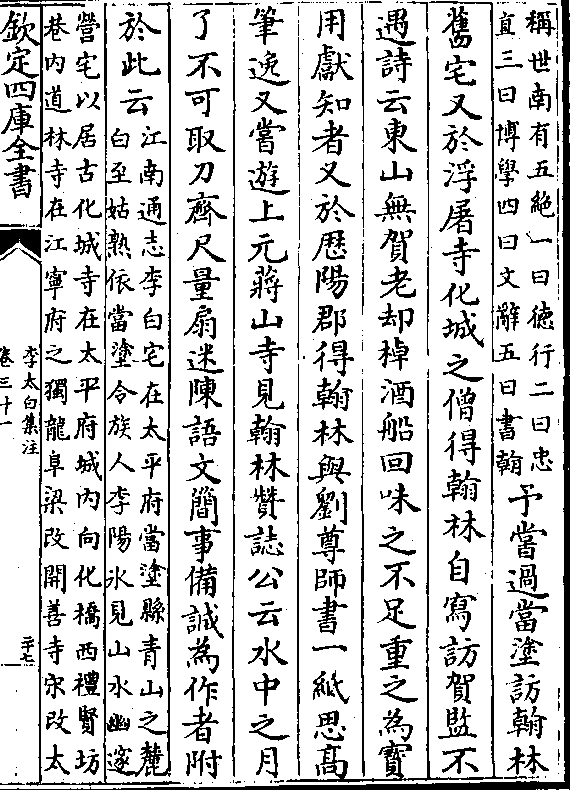 稱世南有五絶一曰徳行二曰忠
直三曰博學四曰文辭五曰書翰
予嘗過當塗訪翰林
舊宅又於浮屠寺化城之僧得翰林自寫訪賀監不
遇詩云東山無賀老却棹酒船回味之不足重之為寳
用獻知者又於歴陽郡得翰林與劉尊師書一紙思髙
筆逸又嘗遊上元蔣山寺見翰林賛誌公云水中之月
了不可取刀齊尺量扇迷陳語文簡事備誠為作者附
於此云
江南通志李白宅在太平府當塗縣青山之麓
白至姑熟依當塗令族人李陽氷見山水幽邃
營宅以居古化城寺在太平府城内向化橋西禮賢坊
巷内道林寺在江寧府之獨龍阜梁改開善寺宋改太
欽定四庫全書
李太白集注
卷三十一
二十七